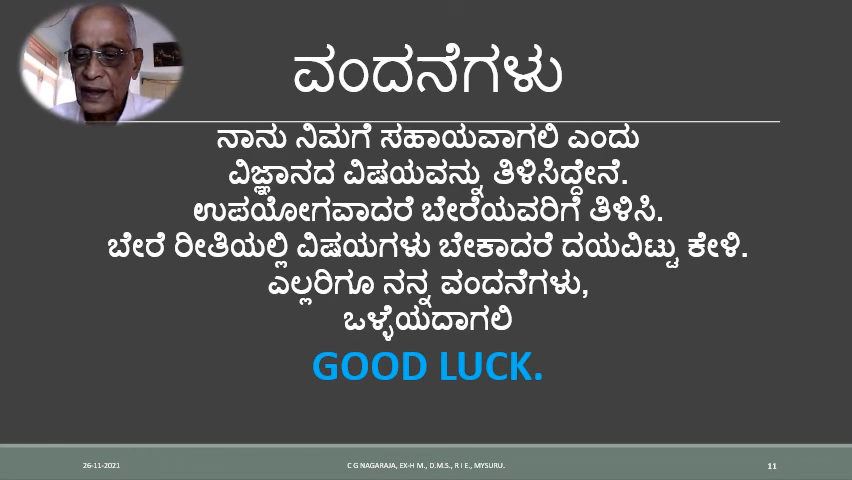 ವಂದನೆಗಳು
ನಾನು ನಿಮಗೆ ಸಹಾಯವಾಗಲಿ ಎಂದು
ವಿಜ್ಞಾನದ ವಿಷಯವನ್ನು ತಿಳಿಸಿದ್ದೇನೆ.
ಉಪಯೋಗವಾದರೆ ಬೇರೆಯವರಿಗೆ ತಿಳಿಸಿ.
ಬೇರೆ ರೀತಿಯಲ್ಲಿ ವಿಷಯಗಳು ಬೇಕಾದರೆ ದಯವಿಟ್ಟು ಕೇಳಿ.
ಎಲ್ಲರಿಗೂ ನನ್ನ ವಂದನೆಗಳು,
ಒಳ್ಳೆಯದಾಗಲಿ
GOOD LUCK.
26-11-2021 C G NAGARAJA, EX-H M., D.M.S., R I E., MYSURU. 11